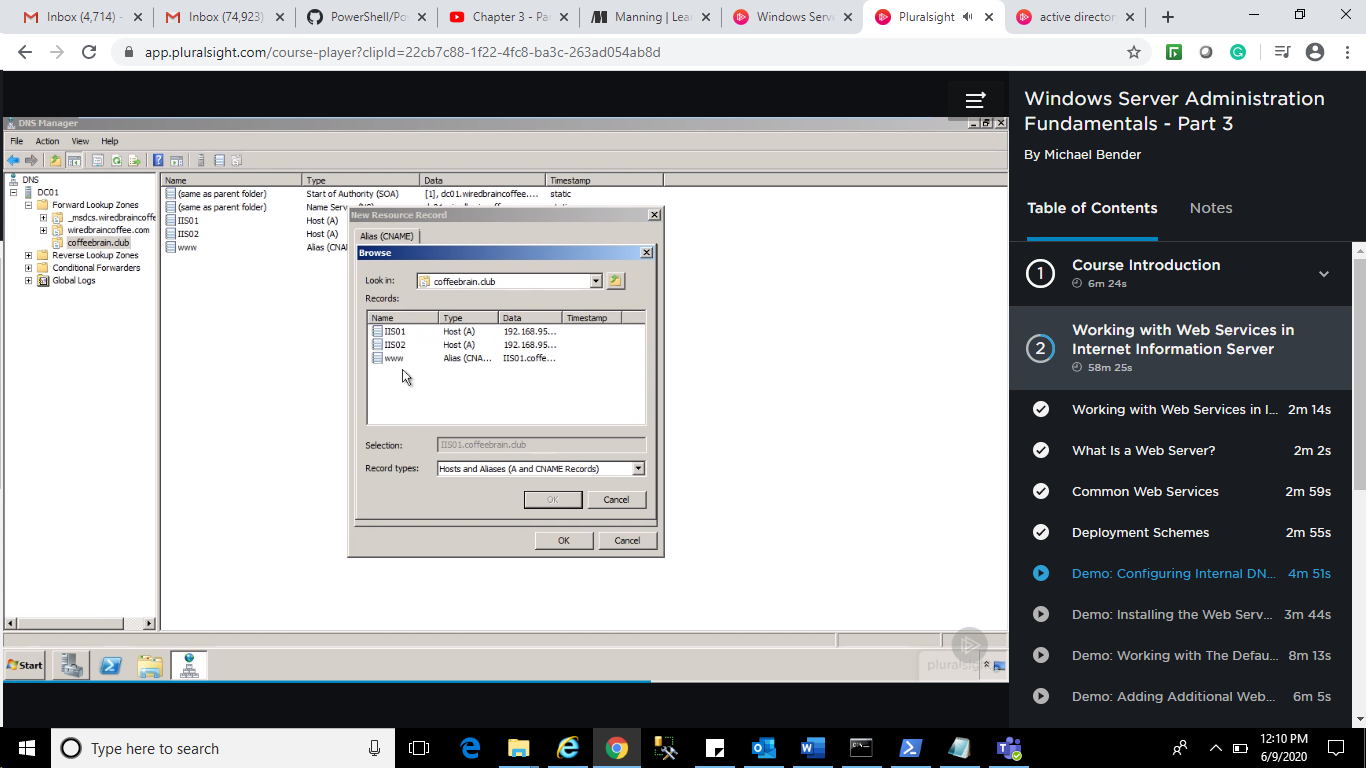 Inbox (4,714) -
Inbox (74,923)
PowerShell/Po
Chapter 3 - Pa
Manning | Lea
Windows Serve
Pluralsight
active director
app.pluralsight.com/course-player?clipId=22cb7c88-1f22-4fc8-ba3c-263ad054ab8d
Windows Server Administration
Fundamentals - Part 3
By Michael Bender
Table of Contents
Notes
1
Course Introduction
6m 24s
2
Working with Web Services in
Internet Information Server
58m 25s
Working with Web Services in I... 2m 14s
What Is a Web Server? 2m 2s
Common Web Services 2m 59s
Deployment Schemes 2m 55s
Demo: Configuring Internal DN... 4m 51s
Demo: Installing the Web Serv... 3m 44s
Demo: Working with The Defau... 8m 13s
Demo: Adding Additional Web... 6m 5s
DNS Manager
File Action View Help
DNS
DC01
Forward Lookup Zones
_msdcs.wiredbraincoffe
wiredbraincoffee.com
coffeebrain.club
Reverse Lookup Zones
Conditional Forwarders
Global Logs
Name Type Data Timestamp
(same as parent folder) Start of Authority (SOA) [1], dc01.wiredbraincoffee.... static
(same as parent folder) Name Serv
IIS01 Host (A)
IIS02 Host (A)
www Alias (CNA
New Resource Record
Alias (CNAME)
Browse
Look in: coffeebrain.club
Records:
Name Type Data Timestamp
IIS01 Host (A) 192.168.95...
IIS02 Host (A) 192.168.95...
www Alias (CNA... IIS01.coffe...
Selection: IIS01.coffeebrain.club
Record types: Hosts and Aliases (A and CNAME Records)
OK Cancel
OK Cancel
Start
pluralsig
Type here to search
12:10 PM
6/9/2020